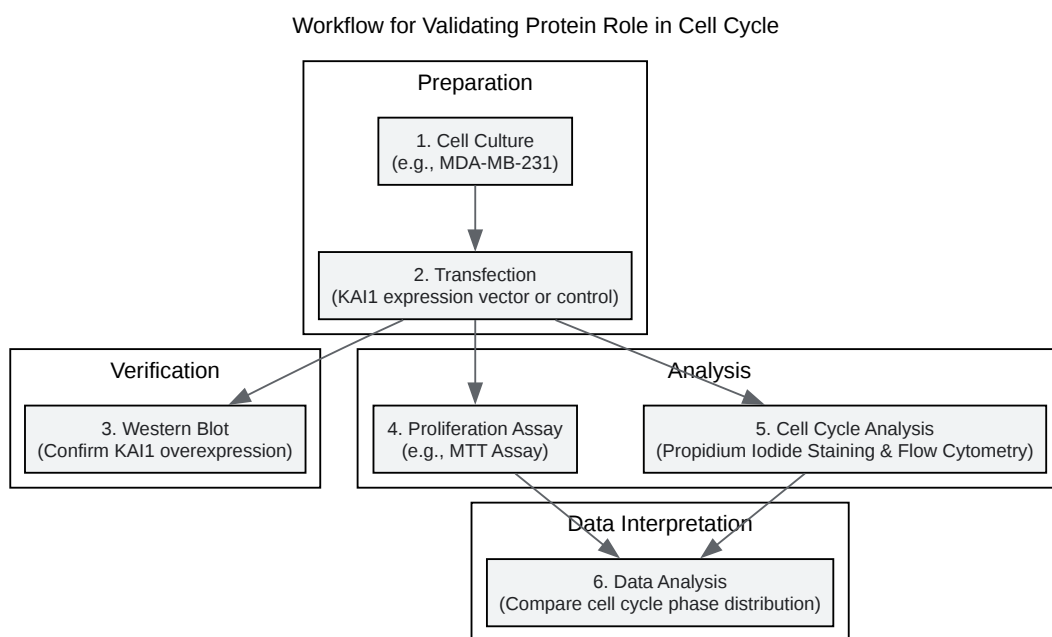 Workflow for Validating Protein Role in Cell Cycle
Preparation
1. Cell Culture
(e.g., MDA-MB-231)
2. Transfection
(KAI1 expression vector or control)
Verification
3. Western Blot
(Confirm KAI1 overexpression)
Analysis
4. Proliferation Assay
(e.g., MTT Assay)
5. Cell Cycle Analysis
(Propidium Iodide Staining & Flow Cytometry)
Data Interpretation
6. Data Analysis
(Compare cell cycle phase distribution)